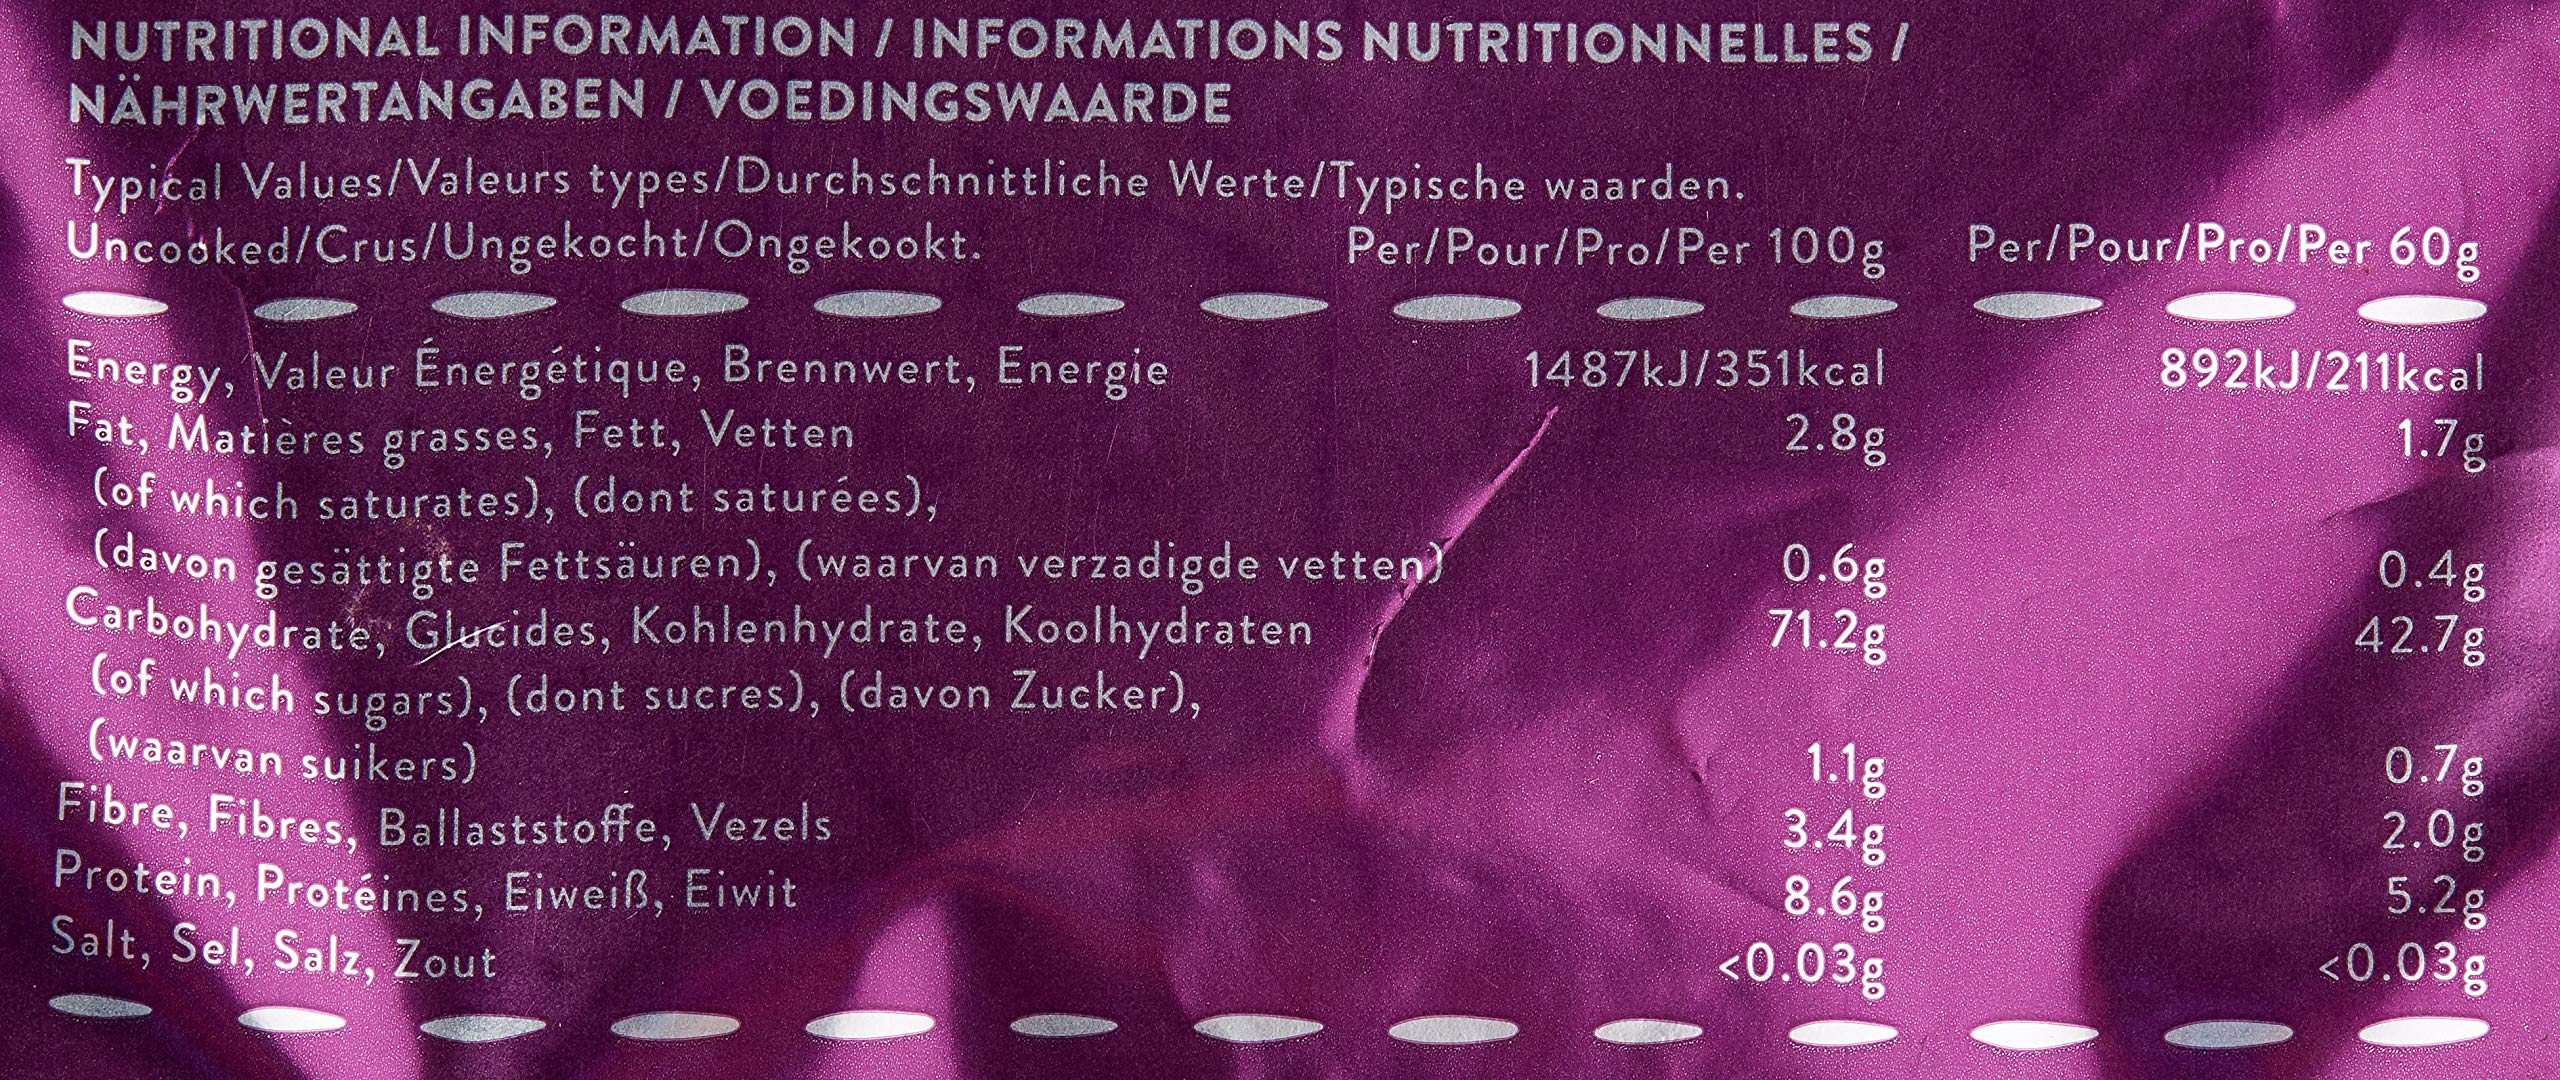 NUTRITIONAL INFORMATION / INFORMATIONS NUTRITIONNELLES /
NÄHRWERTANGABEN / VOEDINGSWAARDE
Typical Values/Valeurs types/Durchschnittliche Werte/Typische waarden.
Uncooked/Crus/Ungekocht/Ongekookt. Per/Pour/Pro/Per 100g Per/Pour/Pro/Per 60g
Energy, Valeur Énergétique, Brennwert, Energie 1487kJ/351kcal 892kJ/211kcal
Fat, Matières grasses, Fett, Vetten 2.8g 1.7g
(of which saturates), (dont saturées),
(davon gesättigte Fettsäuren), (waarvan verzadigde vetten) 0.6g 0.4g
Carbohydrate, Glucides, Kohlenhydrate, Koolhydraten 71.2g 42.7g
(of which sugars), (dont sucres), (davon Zucker),
(waarvan suikers) 1.1g 0.7g
Fibre, Fibres, Ballaststoffe, Vezels 3.4g 2.0g
Protein, Protéines, Eiweiß, Eiwit 8.6g 5.2g
Salt, Sel, Salz, Zout <0.03g <0.03g